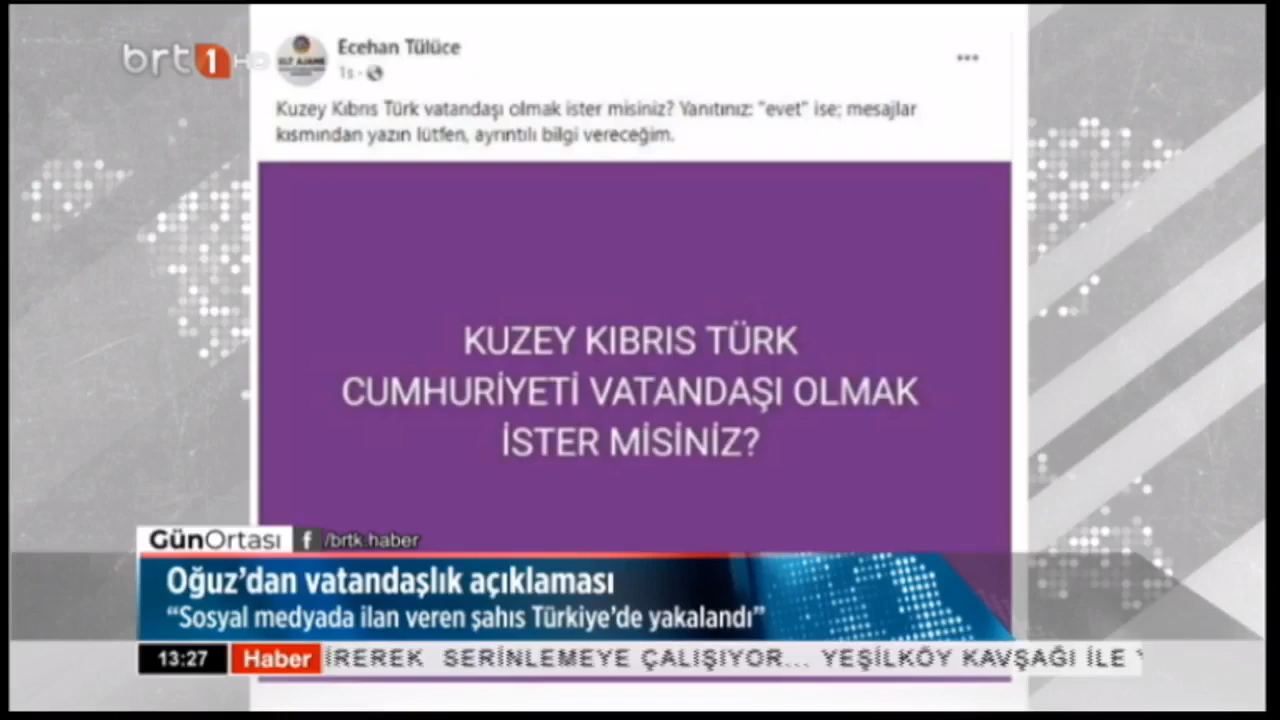 brt 1 HD
Ecehan Tülüce
1s ·
Kuzey Kıbrıs Türk vatandaşı olmak ister misiniz? Yanıtınız: "evet" ise; mesajlar
kısmından yazın lütfen, ayrıntılı bilgi vereceğim.
KUZEY KIBRIS TÜRK
CUMHURİYETİ VATANDAŞI OLMAK
İSTER MİSİNİZ?
GünOrtası f /brtk.haber
Oğuz'dan vatandaşlık açıklaması
“Sosyal medyada ilan veren şahıs Türkiye'de yakalandı”
13:27 Haber İREREK SERİNLEMEYE ÇALIŞIYOR... YEŞİLKÖY KAVŞAĞI İLE